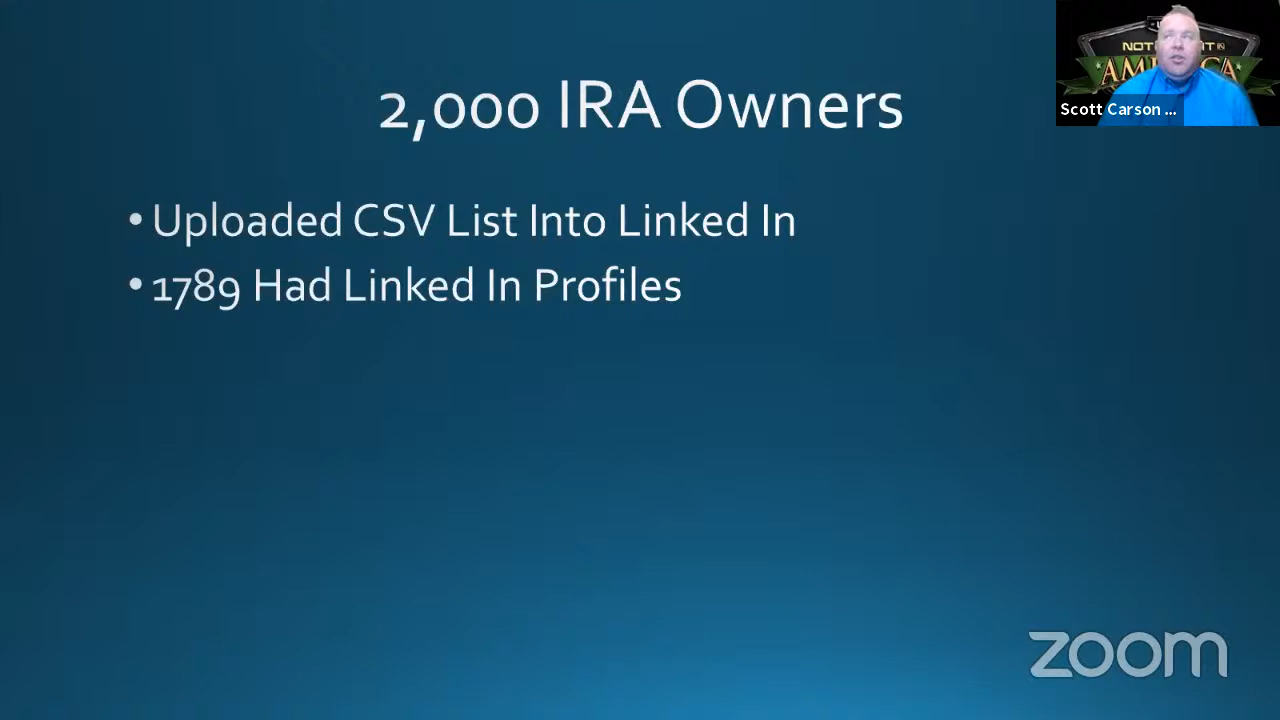 2,000 IRA Owners
• Uploaded CSV List Into Linked In
• 1789 Had Linked In Profiles
Scott Carson ...
zoom